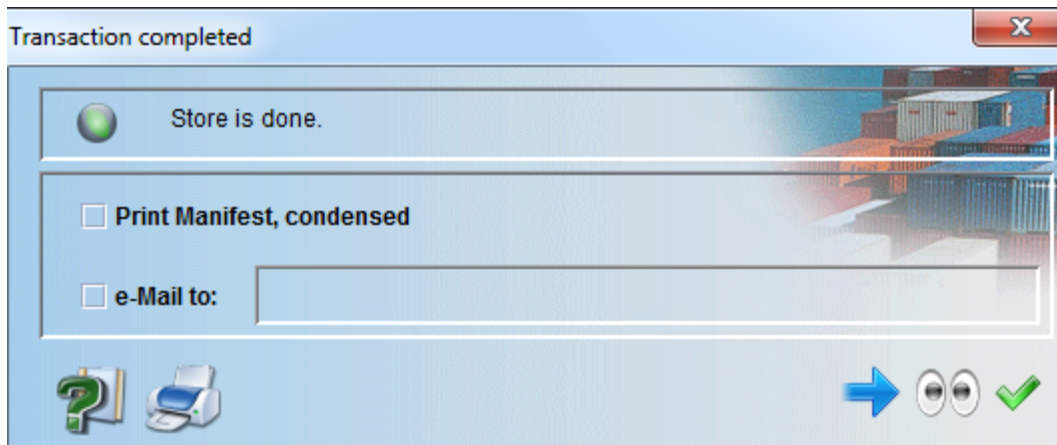 Transaction completed
Store is done.
Print Manifest, condensed
e-Mail to: